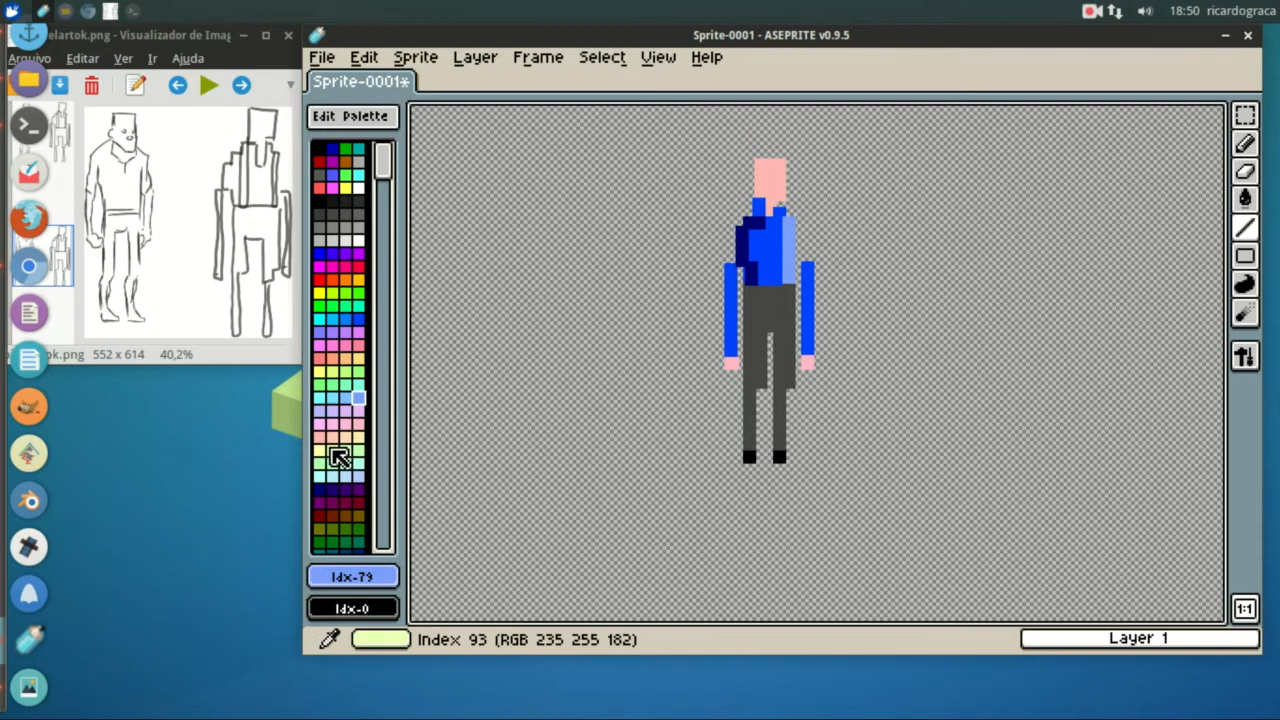 18:50 ricardograca
elartok.png - Visualizador de Imag
Arquivo Editar Ver Ir Ajuda
ok.png 552 x 614 40,2%
Sprite-0001 - ASEPRITE v0.9.5
File Edit Sprite Layer Frame Select View Help
Sprite-0001*
Edit Palette
Idx-79
Idx-0
1:1
Index 93 (RGB 235 255 182)
Layer 1